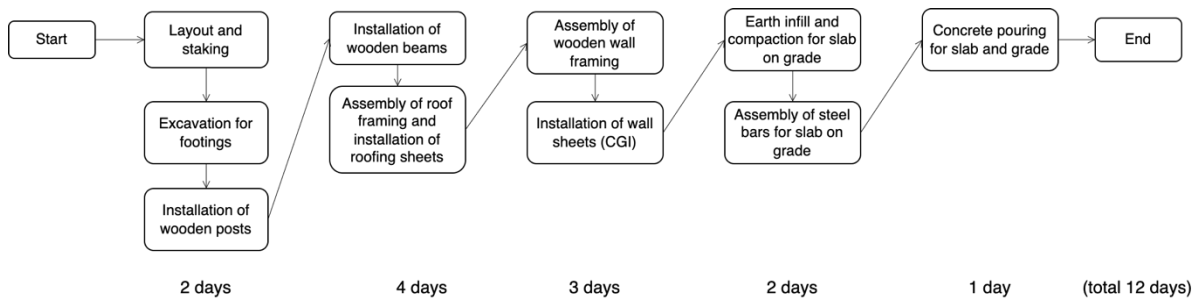 Start
Layout and
staking
Excavation for
footings
Installation of
wooden posts
Installation of
wooden beams
Assembly of roof
framing and
installation of
roofing sheets
Assembly of
wooden wall
framing
Installation of wall
sheets (CGI)
Earth infill and
compaction for slab
on grade
Assembly of steel
bars for slab on
grade
Concrete pouring
for slab and grade
End
2 days
4 days
3 days
2 days
1 day
(total 12 days)